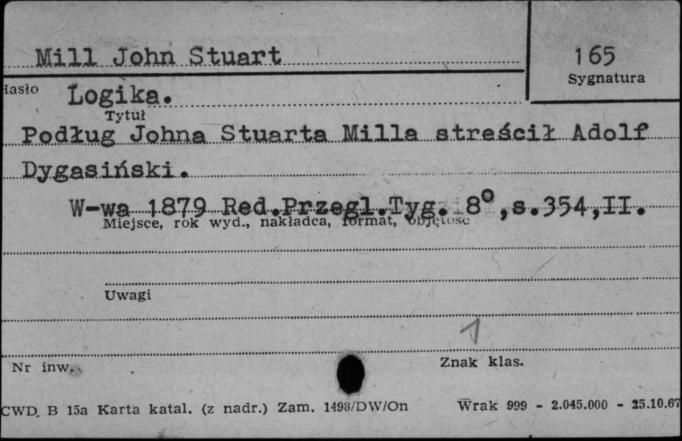 Mill John Stuart
165
Sygnatura
Hasło
Logika.
Tytuł
Podług Johna Stuarta Milla streścił Adolf
Dygasiński.
W-wa 1879 Red.Przegl.Tyg. 8°,s.354,II.
Miejsce, rok wyd., nakładca, format, objętość
Uwagi
1
Nr inw.
Znak klas.
CWD. B 15a Karta katal. (z nadr.) Zam. 1498/DW/On
Wrak 999 - 2.045.000 - 25.10.67